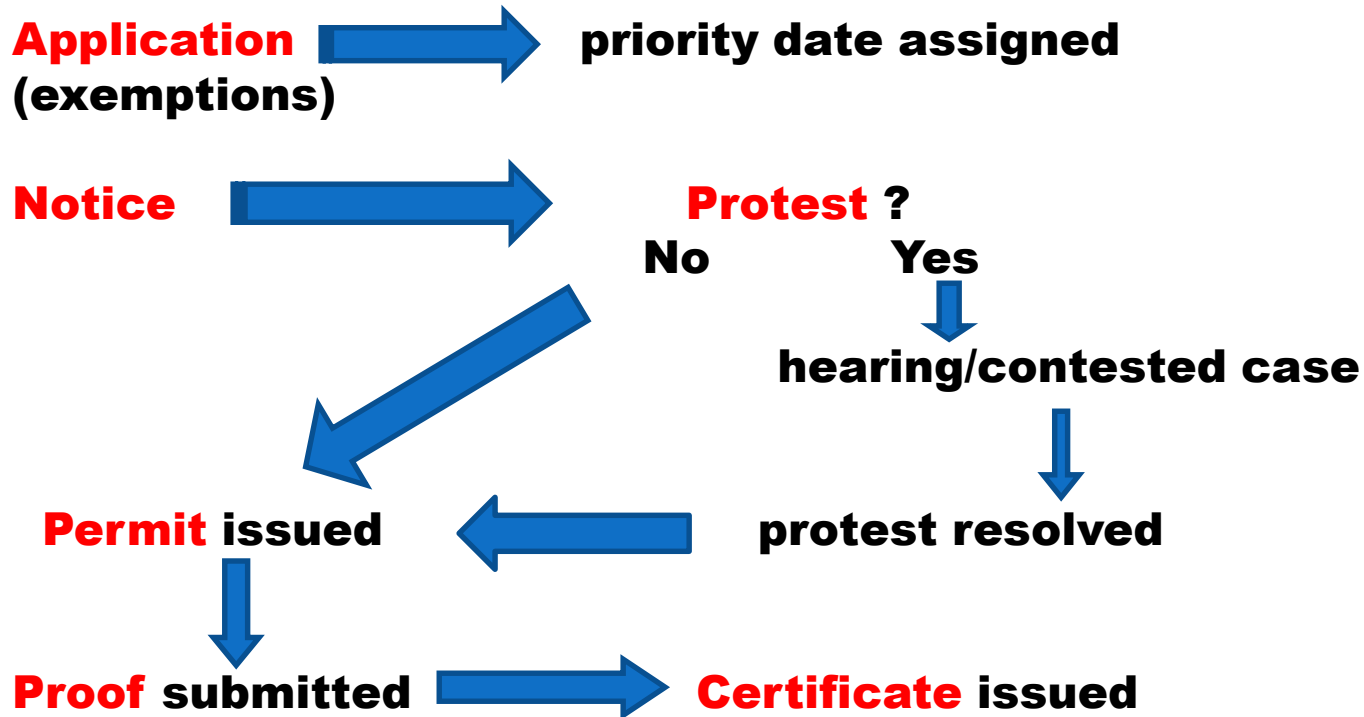 Application priority date assigned
(exemptions)
Notice Protest ?
No Yes
hearing/contested case
Permit issued protest resolved
Proof submitted Certificate issued